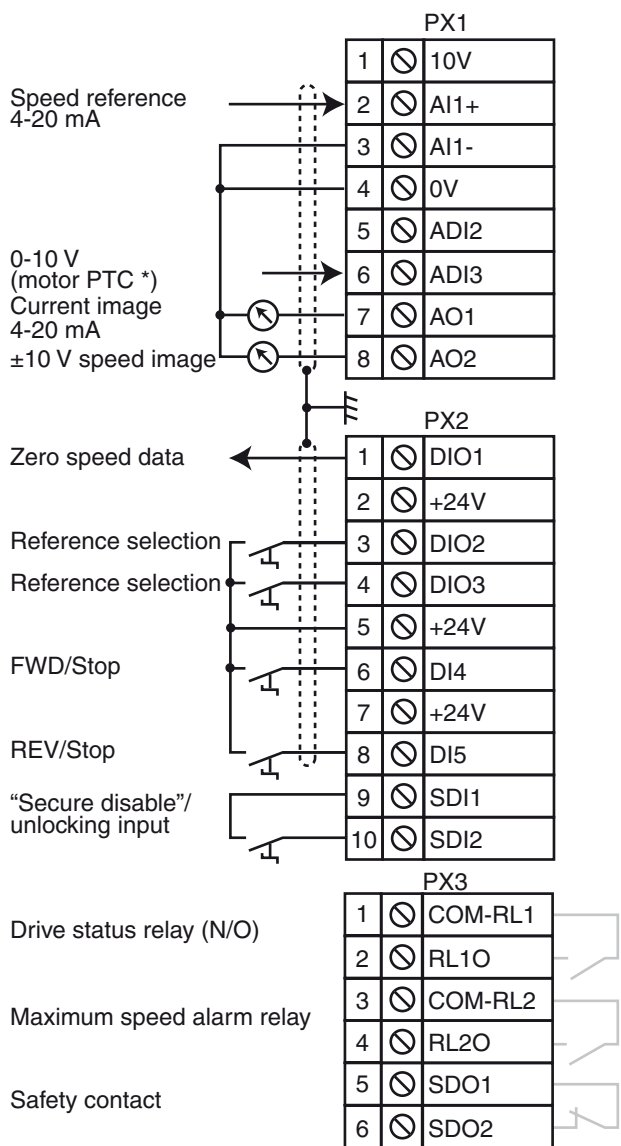 PX1
1 10V
Speed reference
4-20 mA
2 AI1+
3 AI1-
4 0V
5 ADI2
0-10 V
(motor PTC *)
6 ADI3
Current image
4-20 mA
7 AO1
±10 V speed image
8 AO2
PX2
Zero speed data
1 DIO1
2 +24V
Reference selection
3 DIO2
Reference selection
4 DIO3
5 +24V
FWD/Stop
6 DI4
7 +24V
REV/Stop
8 DI5
“Secure disable”/
unlocking input
9 SDI1
10 SDI2
PX3
1 COM-RL1
Drive status relay (N/O)
2 RL1O
3 COM-RL2
Maximum speed alarm relay
4 RL2O
5 SDO1
Safety contact
6 SDO2